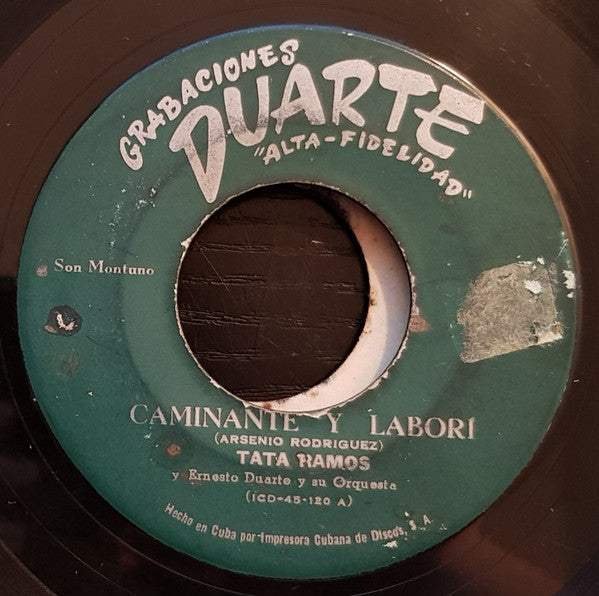 GRABACIONES
DUARTE
"ALTA-FIDELIDAD"
Son Montuno
CAMINANTE Y LABORÍ
(ARSENIO RODRIGUEZ)
TATA RAMOS
y Ernesto Duarte y su Orquesta
(ICD-45-120 A)
Hecho en Cuba por-Impresora Cubana de Discos, S. A.